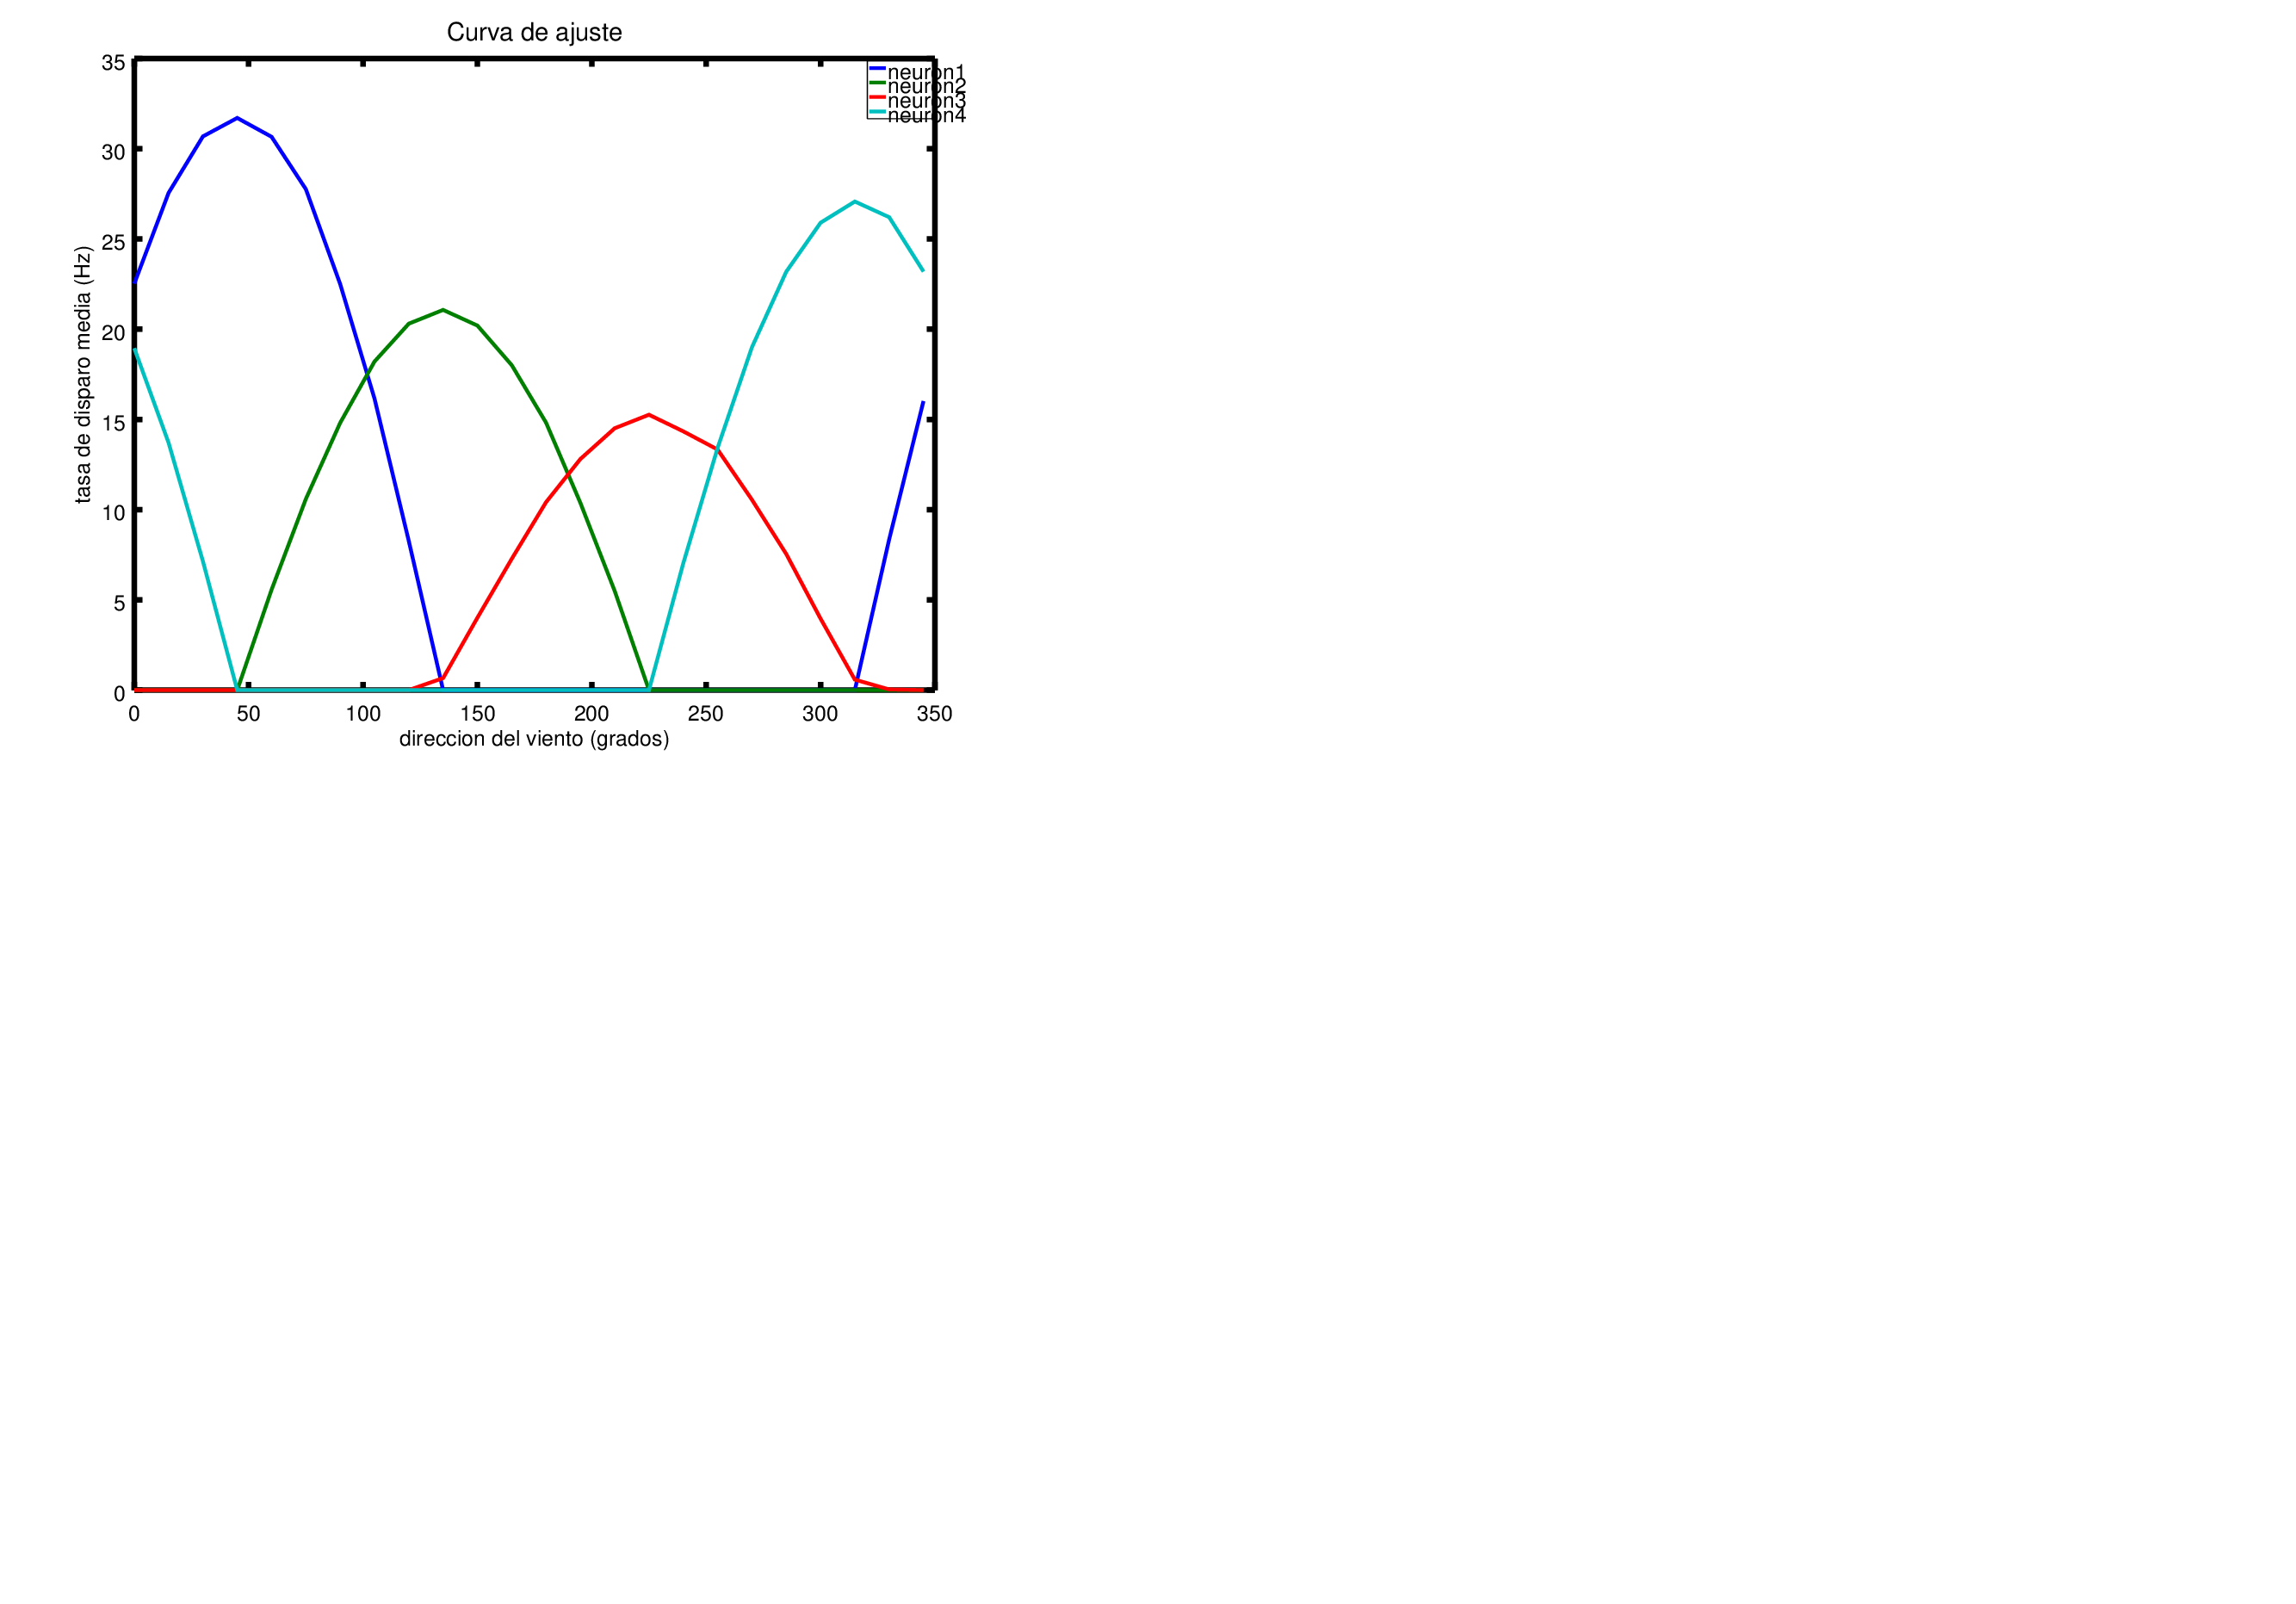 Curva de ajuste
35
30
25
20
15
10
5
0
tasa de disparo media (Hz)
neuron1
neuron2
neuron3
neuron4
0 50 100 150 200 250 300 350
direccion del viento (grados)